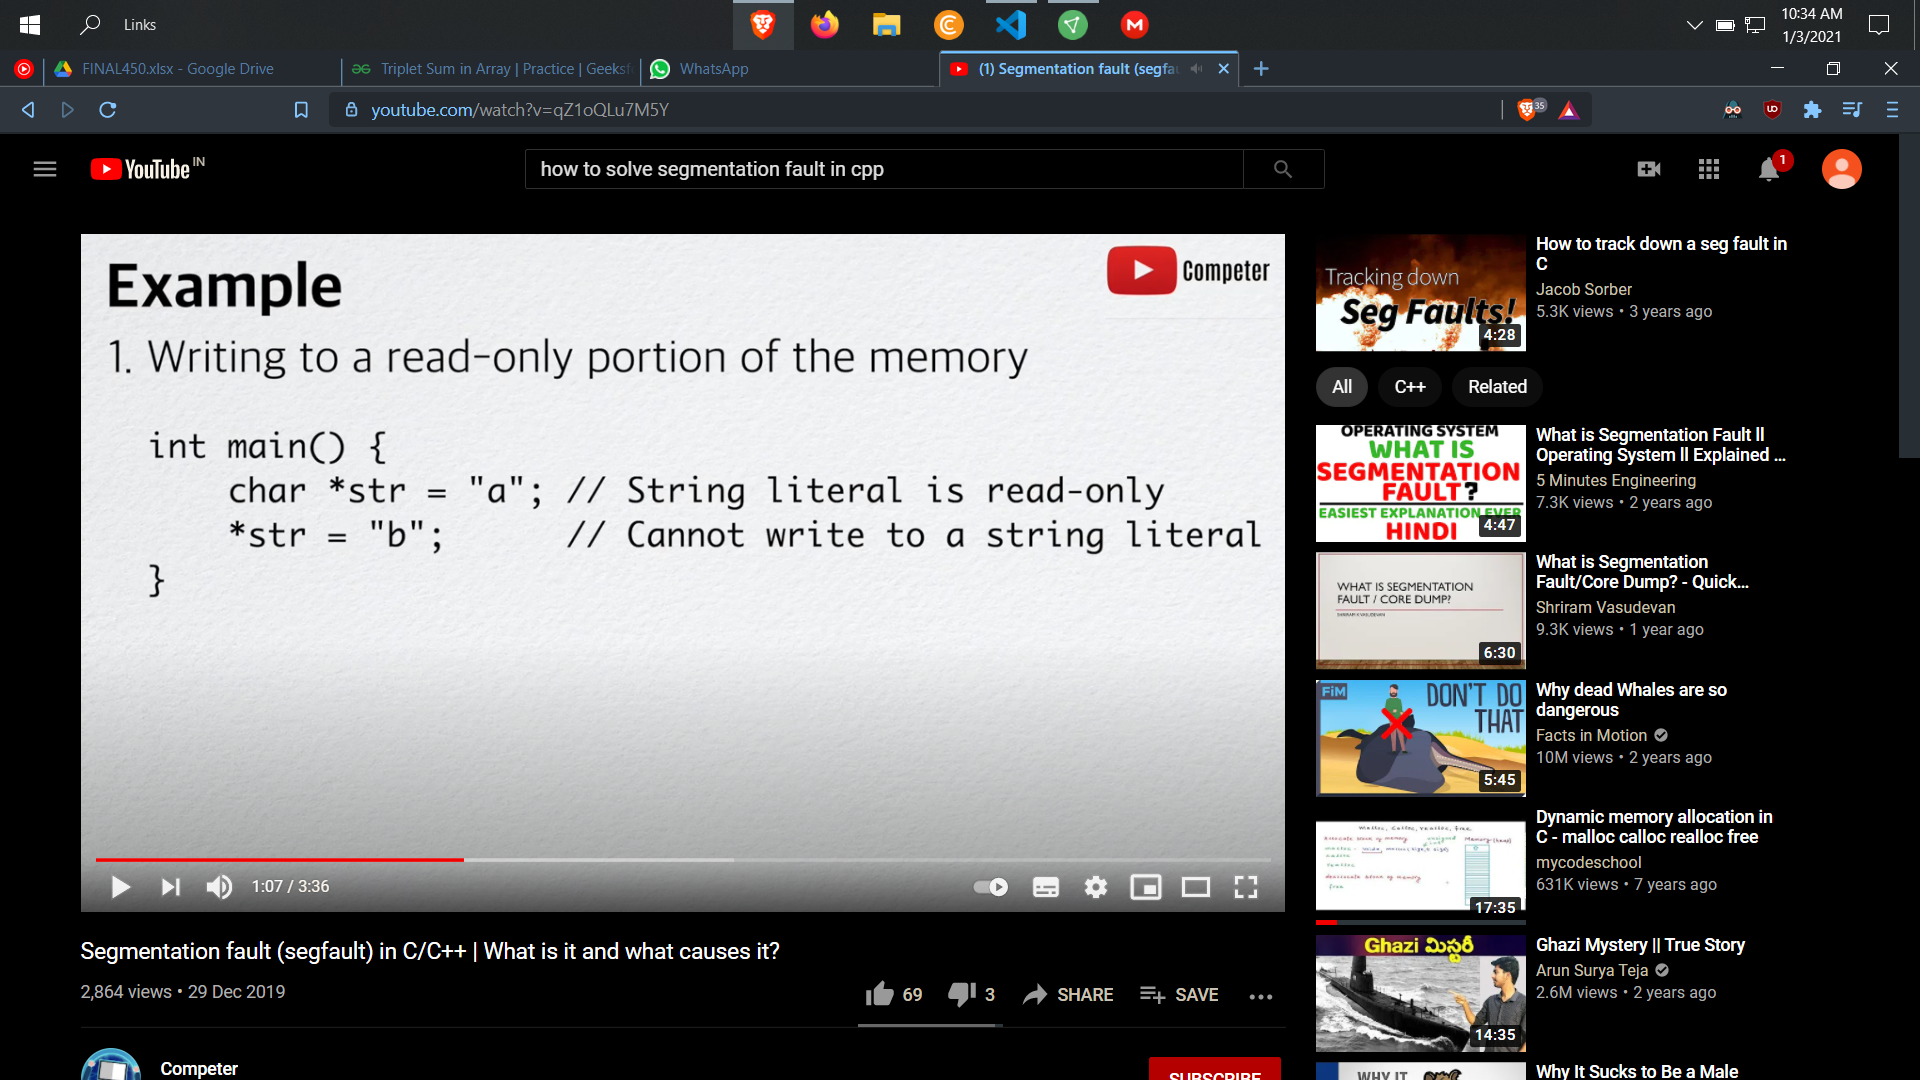 Links
10:34 AM
1/3/2021
FINAL450.xlsx - Google Drive
Triplet Sum in Array | Practice | Geeksf
WhatsApp
(1) Segmentation fault (segfau
youtube.com/watch?v=qZ1oQLu7M5Y
35
YouTube IN
how to solve segmentation fault in cpp
1
Example
Competer
1. Writing to a read-only portion of the memory
int main() {
char *str = "a"; // String literal is read-only
*str = "b"; // Cannot write to a string literal
}
1:07 / 3:36
Segmentation fault (segfault) in C/C++ | What is it and what causes it?
2,864 views • 29 Dec 2019
69
3
SHARE
SAVE
Competer
SUBSCRIBE
Tracking down
Seg Faults!
4:28
How to track down a seg fault in
C
Jacob Sorber
5.3K views • 3 years ago
All
C++
Related
OPERATING SYSTEM
WHAT IS
SEGMENTATION
FAULT?
EASIEST EXPLANATION EVER
HINDI
4:47
What is Segmentation Fault ll
Operating System ll Explained ...
5 Minutes Engineering
7.3K views • 2 years ago
WHAT IS SEGMENTATION
FAULT / CORE DUMP?
SHRIRAM K VASUDEVAN
6:30
What is Segmentation
Fault/Core Dump? - Quick...
Shriram Vasudevan
9.3K views • 1 year ago
FiM
DON'T DO
THAT
5:45
Why dead Whales are so
dangerous
Facts in Motion
10M views • 2 years ago
malloc, calloc, realloc, free
17:35
Dynamic memory allocation in
C - malloc calloc realloc free
mycodeschool
631K views • 7 years ago
Ghazi మిస్టరీ
14:35
Ghazi Mystery || True Story
Arun Surya Teja
2.6M views • 2 years ago
WHY IT
Why It Sucks to Be a Male